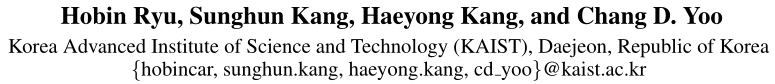 Hobin Ryu, Sunghun Kang, Haeyong Kang, and Chang D. Yoo
Korea Advanced Institute of Science and Technology (KAIST), Daejeon, Republic of Korea
{hobincar, sunghun.kang, haeyong.kang, cd_yoo}@kaist.ac.kr